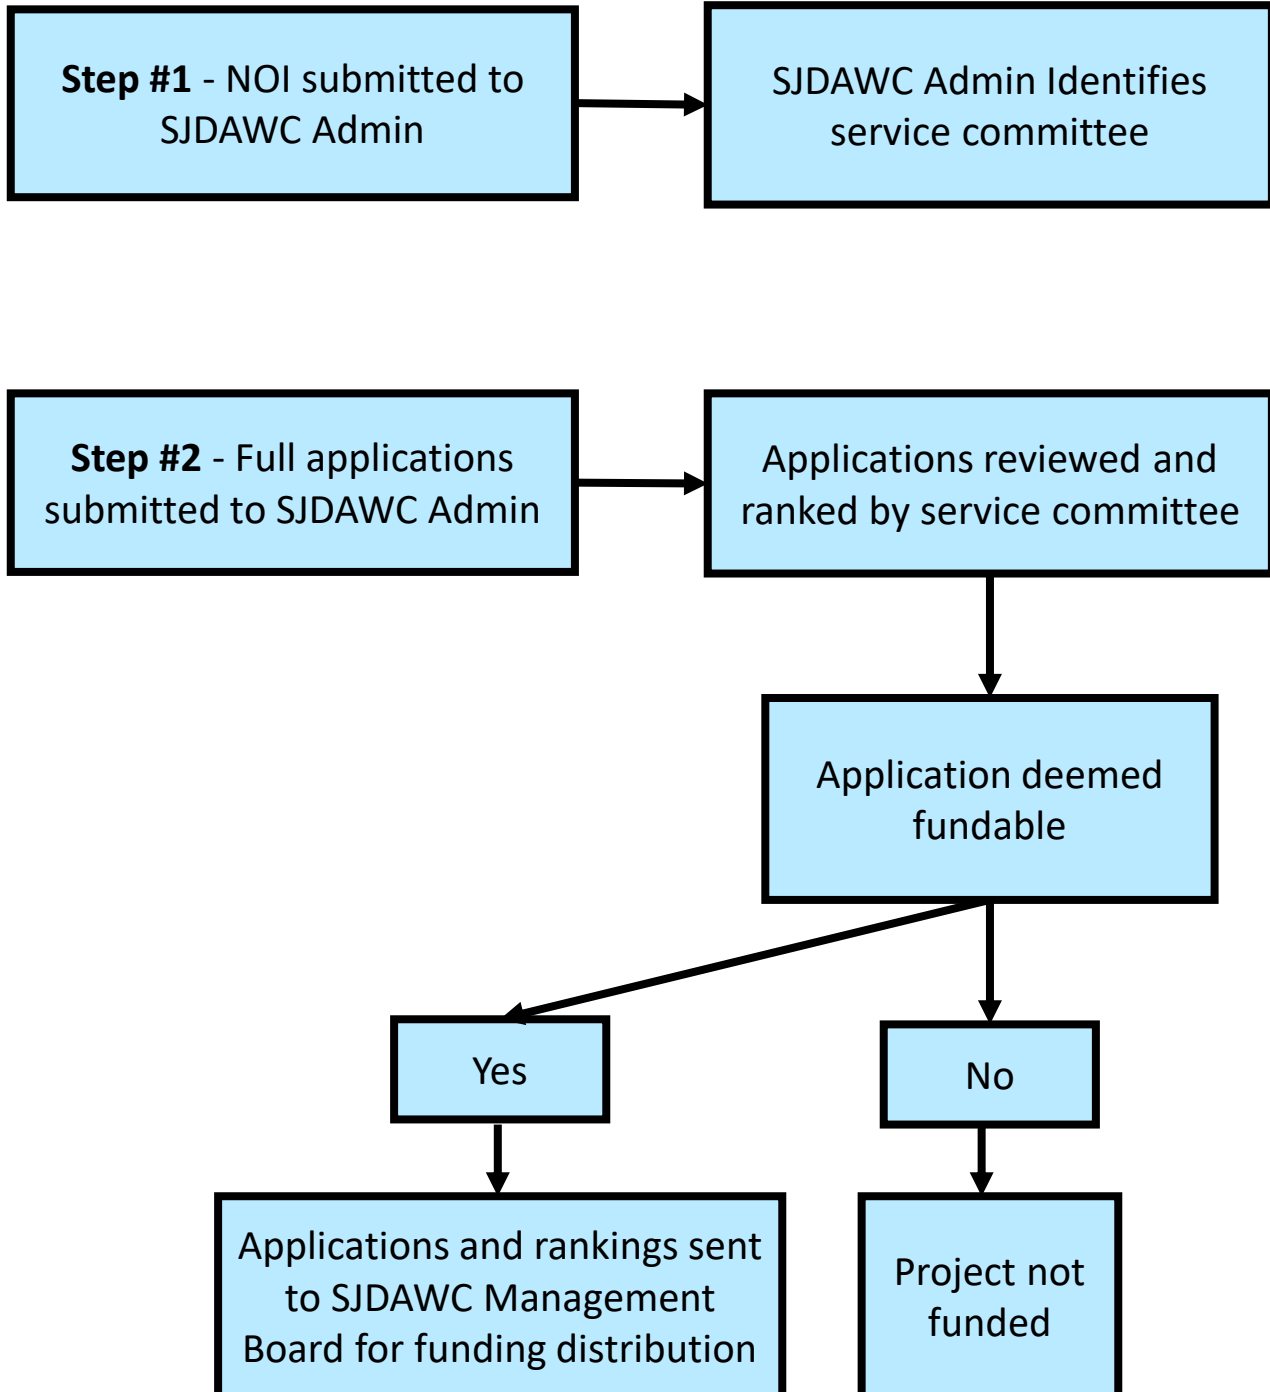 Step #1 - NOI submitted to
SJDAWC Admin
SJDAWC Admin Identifies
service committee
Step #2 - Full applications
submitted to SJDAWC Admin
Applications reviewed and
ranked by service committee
Application deemed
fundable
Yes
No
Applications and rankings sent
to SJDAWC Management
Board for funding distribution
Project not
funded